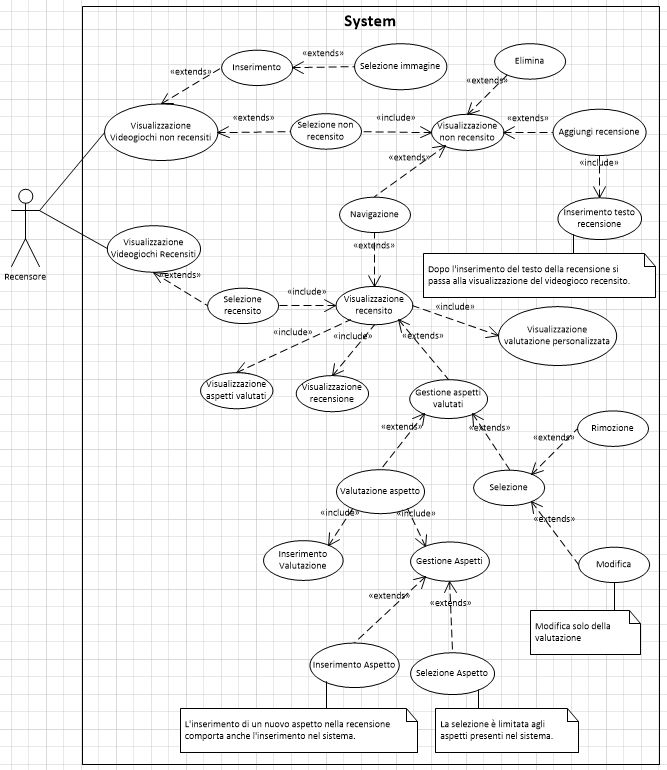 System
«extends»
Elimina
Inserimento
Selezione immagine
«extends»
«extends»
«extends»
«include»
«extends»
Visualizzazione
Videogiochi non recensiti
Selezione non
recensito
Visualizzazione
non recensito
Aggiungi recensione
«extends»
«include»
Navigazione
Inserimento testo
recensione
Recensore
Visualizzazione
Videogiochi Recensiti
«extends»
Dopo l'inserimento del testo della recensione si
passa alla visualizzazione del videogioco recensito.
«extends»
«include»
Selezione
recensito
Visualizzazione
recensito
«include»
«include»
«include»
«extends»
Visualizzazione
valutazione personalizzata
Visualizzazione
aspetti valutati
Visualizzazione
recensione
Gestione aspetti
valutati
«extends»
«extends»
Rimozione
«extends»
Valutazione aspetto
Selezione
«include»
«include»
«extends»
Inserimento
Valutazione
Gestione Aspetti
Modifica
«extends»
«extends»
Modifica solo della
valutazione
Inserimento Aspetto
Selezione Aspetto
L'inserimento di un nuovo aspetto nella recensione
comporta anche l'inserimento nel sistema.
La selezione è limitata agli
aspetti presenti nel sistema.